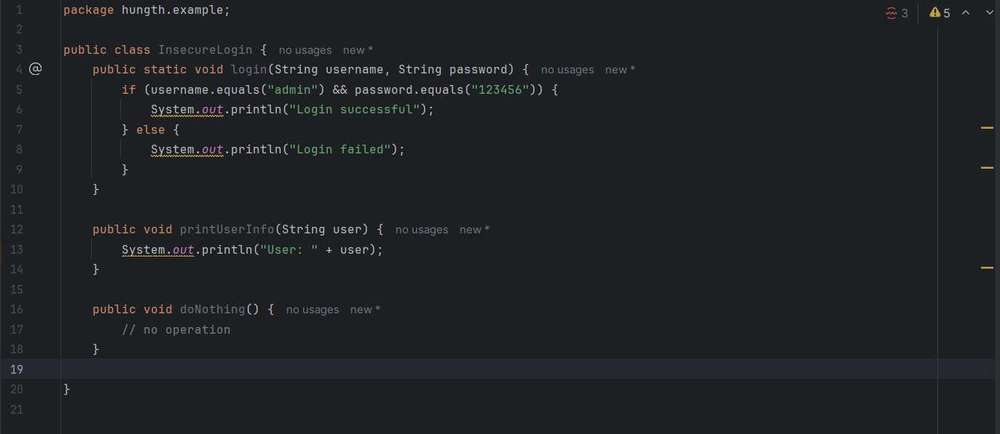 3 5
1 package hungth.example;
2
3 public class InsecureLogin { no usages new *
4 @ public static void login(String username, String password) { no usages new *
5 if (username.equals("admin") && password.equals("123456")) {
6 System.out.println("Login successful");
7 } else {
8 System.out.println("Login failed");
9 }
10 }
11
12 public void printUserInfo(String user) { no usages new *
13 System.out.println("User: " + user);
14 }
15
16 public void doNothing() { no usages new *
17 // no operation
18 }
19
20 }
21